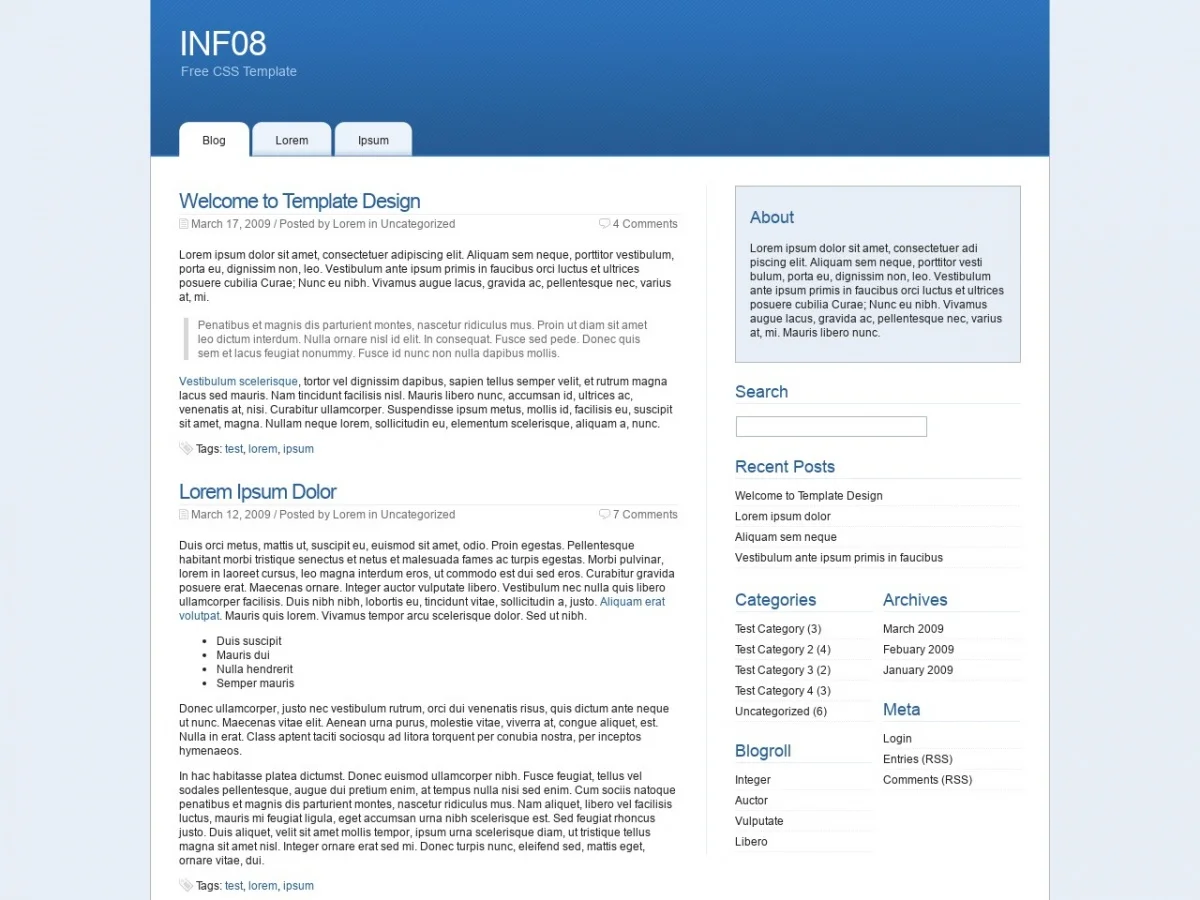 INF08
Free CSS Template
Blog
Lorem
Ipsum
Welcome to Template Design
March 17, 2009 / Posted by Lorem in Uncategorized
4 Comments
Lorem ipsum dolor sit amet, consectetuer adipiscing elit. Aliquam sem neque, porttitor vestibulum,
porta eu, dignissim non, leo. Vestibulum ante ipsum primis in faucibus orci luctus et ultrices
posuere cubilia Curae; Nunc eu nibh. Vivamus augue lacus, gravida ac, pellentesque nec, varius
at, mi.
Penatibus et magnis dis parturient montes, nascetur ridiculus mus. Proin ut diam sit amet
leo dictum interdum. Nulla ornare nisl id elit. In consequat. Fusce sed pede. Donec quis
sem et lacus feugiat nonummy. Fusce id nunc non nulla dapibus mollis.
Vestibulum scelerisque, tortor vel dignissim dapibus, sapien tellus semper velit, et rutrum magna
lacus sed mauris. Nam tincidunt facilisis nisl. Mauris libero nunc, accumsan id, ultrices ac,
venenatis at, nisi. Curabitur ullamcorper. Suspendisse ipsum metus, mollis id, facilisis eu, suscipit
sit amet, magna. Nullam neque lorem, sollicitudin eu, elementum scelerisque, aliquam a, nunc.
Tags: test, lorem, ipsum
Lorem Ipsum Dolor
March 12, 2009 / Posted by Lorem in Uncategorized
7 Comments
Duis orci metus, mattis ut, suscipit eu, euismod sit amet, odio. Proin egestas. Pellentesque
habitant morbi tristique senectus et netus et malesuada fames ac turpis egestas. Morbi pulvinar,
lorem in laoreet cursus, leo magna interdum eros, ut commodo est dui sed eros. Curabitur gravida
posuere erat. Maecenas ornare. Integer auctor vulputate libero. Vestibulum nec nulla quis libero
ullamcorper facilisis. Duis nibh nibh, lobortis eu, tincidunt vitae, sollicitudin a, justo. Aliquam erat
volutpat. Mauris quis lorem. Vivamus tempor arcu scelerisque dolor. Sed ut nibh.
• Duis suscipit
• Mauris dui
• Nulla hendrerit
• Semper mauris
Donec ullamcorper, justo nec vestibulum rutrum, orci dui venenatis risus, quis dictum ante neque
ut nunc. Maecenas vitae elit. Aenean urna purus, molestie vitae, viverra at, congue aliquet, est.
Nulla in erat. Class aptent taciti sociosqu ad litora torquent per conubia nostra, per inceptos
hymenaeos.
In hac habitasse platea dictumst. Donec euismod ullamcorper nibh. Fusce feugiat, tellus vel
sodales pellentesque, augue dui pretium enim, at tempus nulla nisi sed enim. Cum sociis natoque
penatibus et magnis dis parturient montes, nascetur ridiculus mus. Nam aliquet, libero vel facilisis
luctus, mauris mi feugiat ligula, eget accumsan urna nibh scelerisque est. Sed feugiat rhoncus
justo. Duis aliquet, velit sit amet mollis tempor, ipsum urna scelerisque diam, ut tristique tellus
magna sit amet nisl. Integer ornare erat sed mi. Donec turpis nunc, eleifend sed, mattis eget,
ornare vitae, dui.
Tags: test, lorem, ipsum
About
Lorem ipsum dolor sit amet, consectetuer adi
piscing elit. Aliquam sem neque, porttitor vesti
bulum, porta eu, dignissim non, leo. Vestibulum
ante ipsum primis in faucibus orci luctus et ultrices
posuere cubilia Curae; Nunc eu nibh. Vivamus
augue lacus, gravida ac, pellentesque nec, varius
at, mi. Mauris libero nunc.
Search
Recent Posts
Welcome to Template Design
Lorem ipsum dolor
Aliquam sem neque
Vestibulum ante ipsum primis in faucibus
Categories
Test Category (3)
Test Category 2 (4)
Test Category 3 (2)
Test Category 4 (3)
Uncategorized (6)
Blogroll
Integer
Auctor
Vulputate
Libero
Archives
March 2009
Febuary 2009
January 2009
Meta
Login
Entries (RSS)
Comments (RSS)